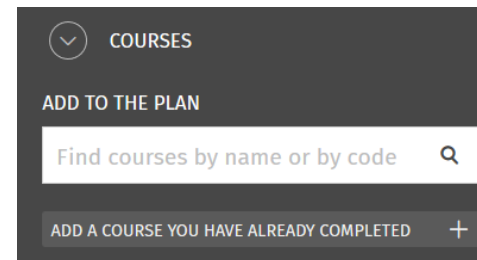 COURSES
ADD TO THE PLAN
Find courses by name or by code
ADD A COURSE YOU HAVE ALREADY COMPLETED